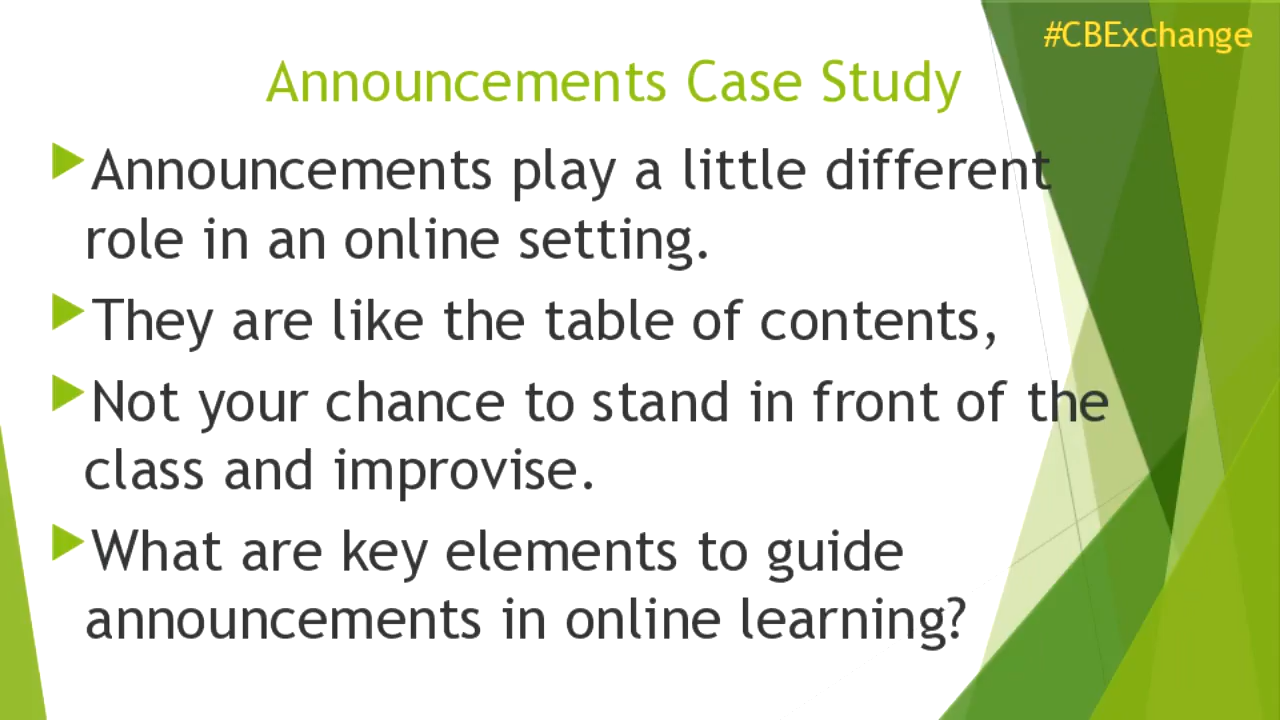 #CBExchange
Announcements Case Study
Announcements play a little different
role in an online setting.
They are like the table of contents,
Not your chance to stand in front of the
class and improvise.
What are key elements to guide
announcements in online learning?